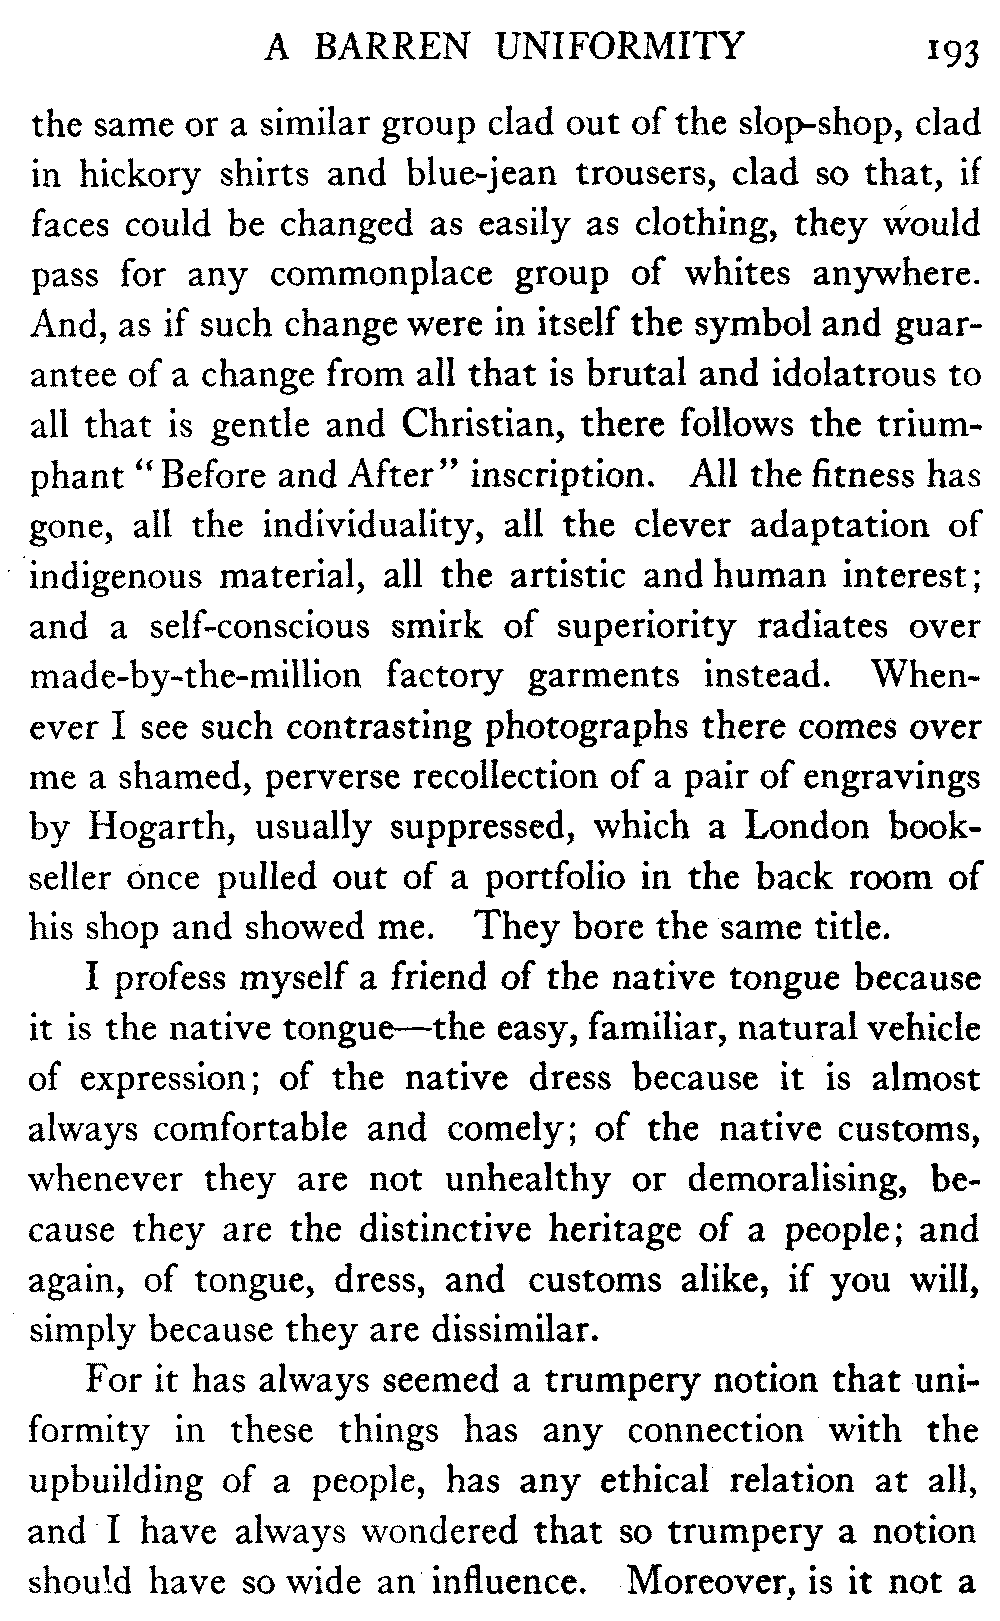 A BARREN UNIFORMITY 193
the same or a similar group clad out of the slop-shop, clad
in hickory shirts and blue-jean trousers, clad so that, if
faces could be changed as easily as clothing, they would
pass for any commonplace group of whites anywhere.
And, as if such change were in itself the symbol and guar-
antee of a change from all that is brutal and idolatrous to
all that is gentle and Christian, there follows the trium-
phant “Before and After” inscription. All the fitness has
gone, all the individuality, all the clever adaptation of
indigenous material, all the artistic and human interest;
and a self-conscious smirk of superiority radiates over
made-by-the-million factory garments instead. When-
ever I see such contrasting photographs there comes over
me a shamed, perverse recollection of a pair of engravings
by Hogarth, usually suppressed, which a London book-
seller once pulled out of a portfolio in the back room of
his shop and showed me. They bore the same title.
I profess myself a friend of the native tongue because
it is the native tongue—the easy, familiar, natural vehicle
of expression; of the native dress because it is almost
always comfortable and comely; of the native customs,
whenever they are not unhealthy or demoralising, be-
cause they are the distinctive heritage of a people; and
again, of tongue, dress, and customs alike, if you will,
simply because they are dissimilar.
For it has always seemed a trumpery notion that uni-
formity in these things has any connection with the
upbuilding of a people, has any ethical relation at all,
and I have always wondered that so trumpery a notion
should have so wide an influence. Moreover, is it not a